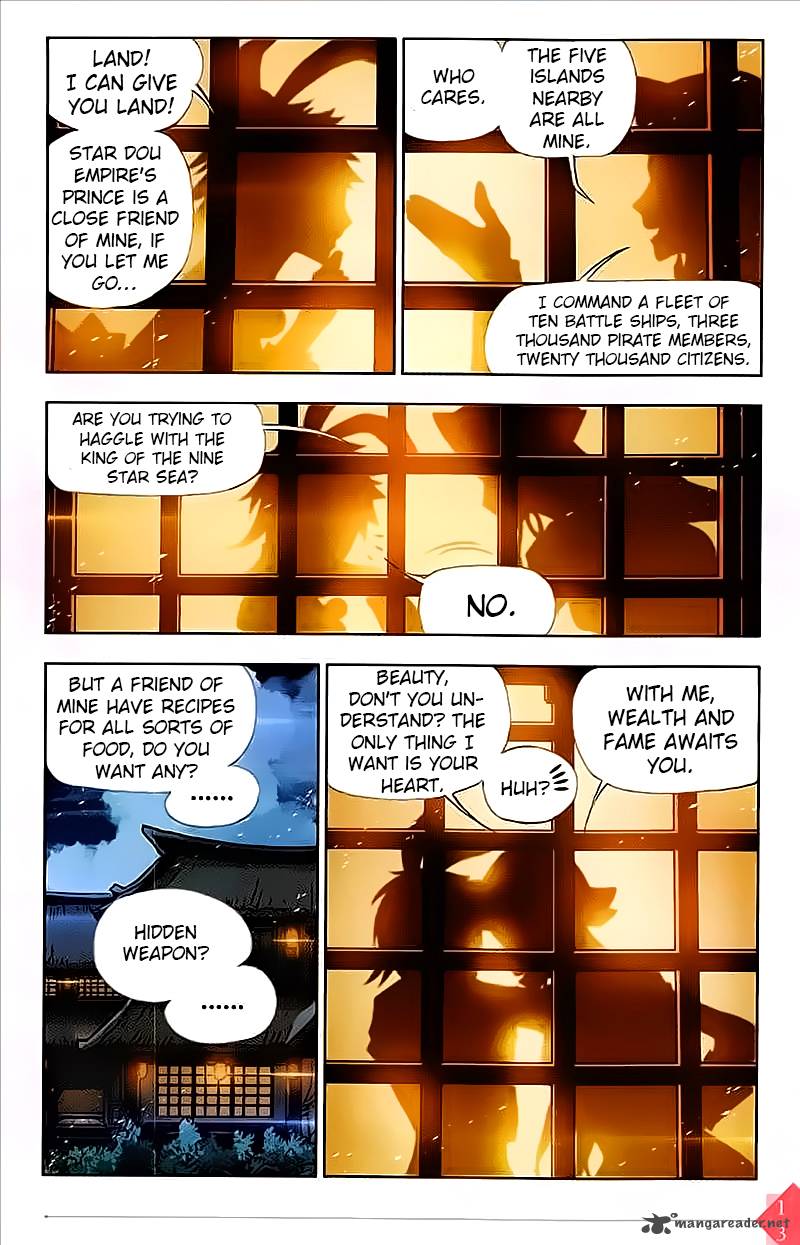 LAND!
I CAN GIVE
YOU LAND!
STAR DOU
EMPIRE'S
PRINCE IS A
CLOSE FRIEND
OF MINE, IF
YOU LET ME
GO...
WHO
CARES.
THE FIVE
ISLANDS
NEARBY
ARE ALL
MINE.
I COMMAND A FLEET OF
TEN BATTLE SHIPS, THREE
THOUSAND PIRATE MEMBERS,
TWENTY THOUSAND CITIZENS.
ARE YOU TRYING TO
HAGGLE WITH THE
KING OF THE NINE
STAR SEA?
NO.
BUT A FRIEND OF
MINE HAVE RECIPES
FOR ALL SORTS OF
FOOD, DO YOU
WANT ANY?
......
HIDDEN
WEAPON?
......
BEAUTY,
DON'T YOU UN-
DERSTAND? THE
ONLY THING I
WANT IS YOUR
HEART.
HUH?
WITH ME,
WEALTH AND
FAME AWAITS
YOU.
13
mangareader.net